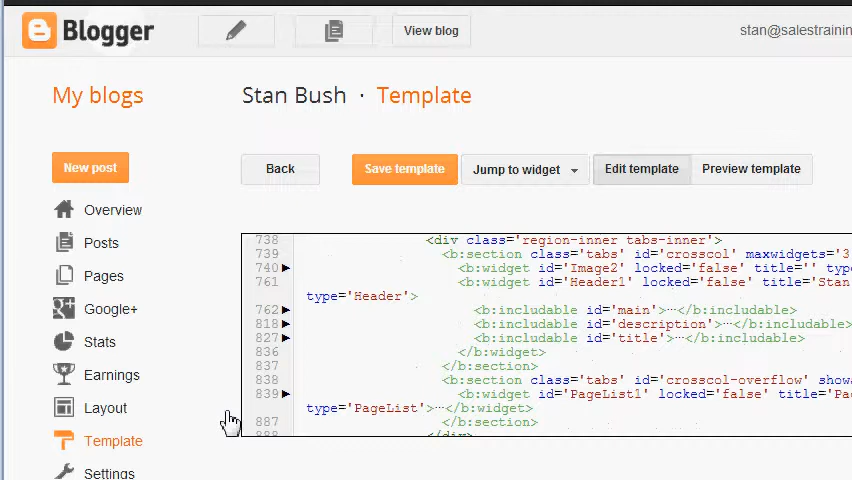 Blogger
View blog
stan@salestrainin
My blogs
Stan Bush · Template
New post
Back
Save template
Jump to widget
Edit template
Preview template
Overview
Posts
Pages
Google+
Stats
Earnings
Layout
Template
Settings
738 <div class='region-inner tabs-inner'>
739 <b:section class='tabs' id='crosscol' maxwidgets='3
740 <b:widget id='Image2' locked='false' title='' typ
761 <b:widget id='Header1' locked='false' title='Stan
type='Header'>
762 <b:includable id='main'>···</b:includable>
818 <b:includable id='description'>···</b:includable>
827 <b:includable id='title'>···</b:includable>
836 </b:widget>
837 </b:section>
838 <b:section class='tabs' id='crosscol-overflow' showa
839 <b:widget id='PageList1' locked='false' title='Pa
type='PageList'>···</b:widget>
887 </b:section>
888 </div>